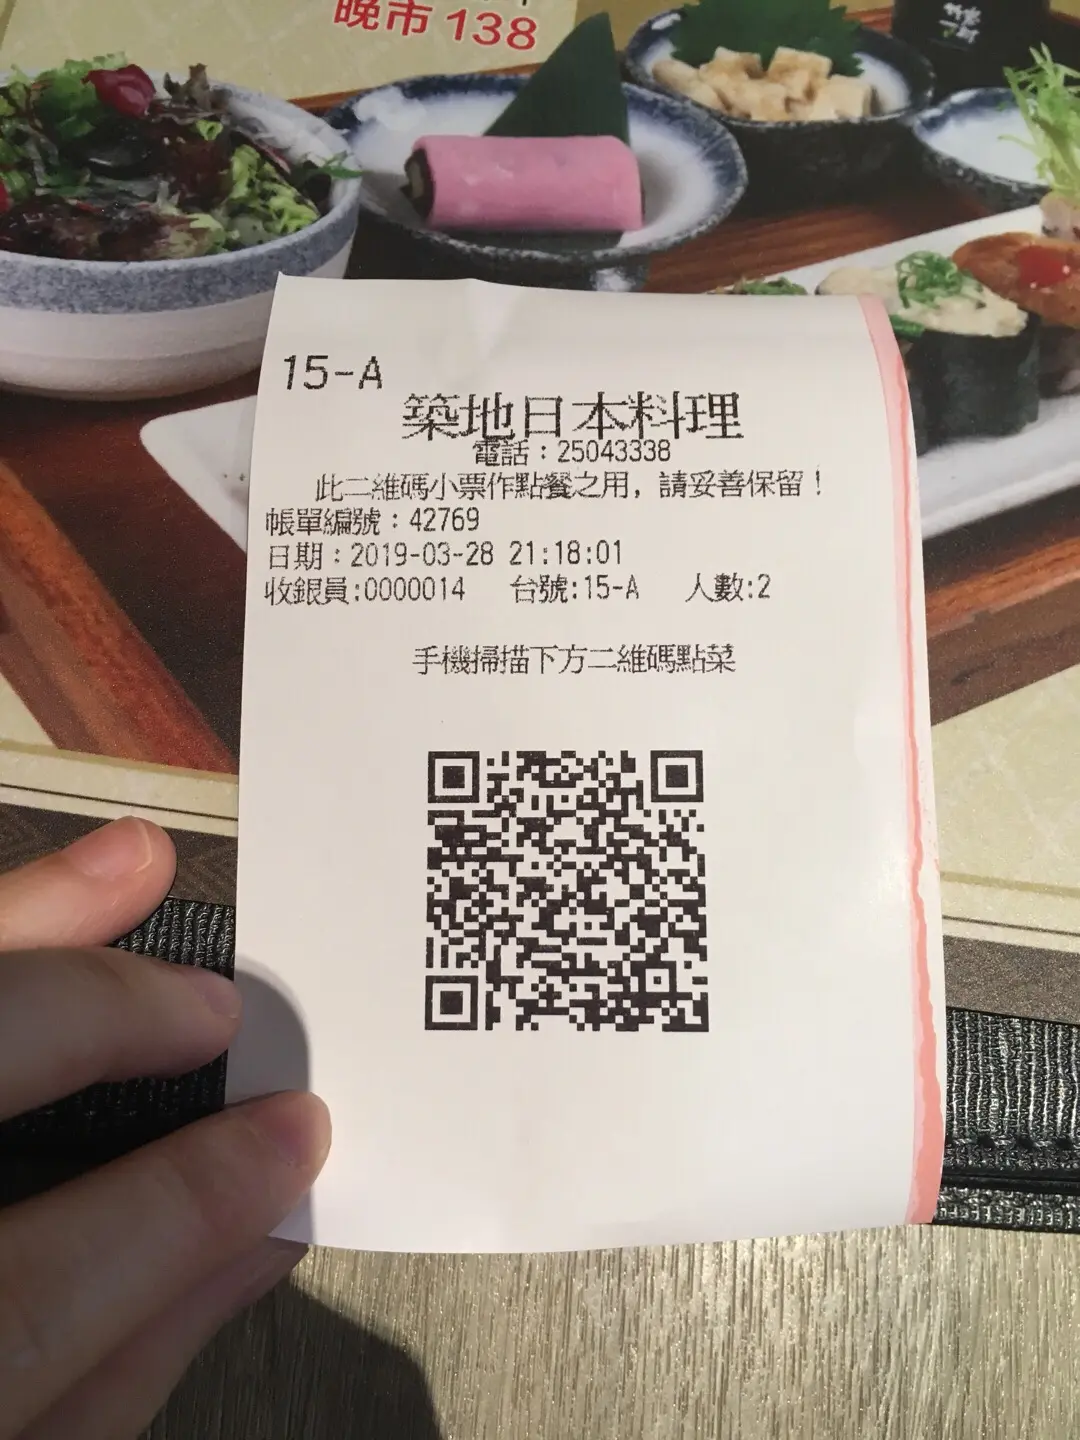 晚市 138
15-A
築地日本料理
電話：25043338
此二維碼小票作點餐之用，請妥善保留！
帳單編號：42769
日期：2019-03-28 21:18:01
收銀員:0000014 台號:15-A 人數:2
手機掃描下方二維碼點菜